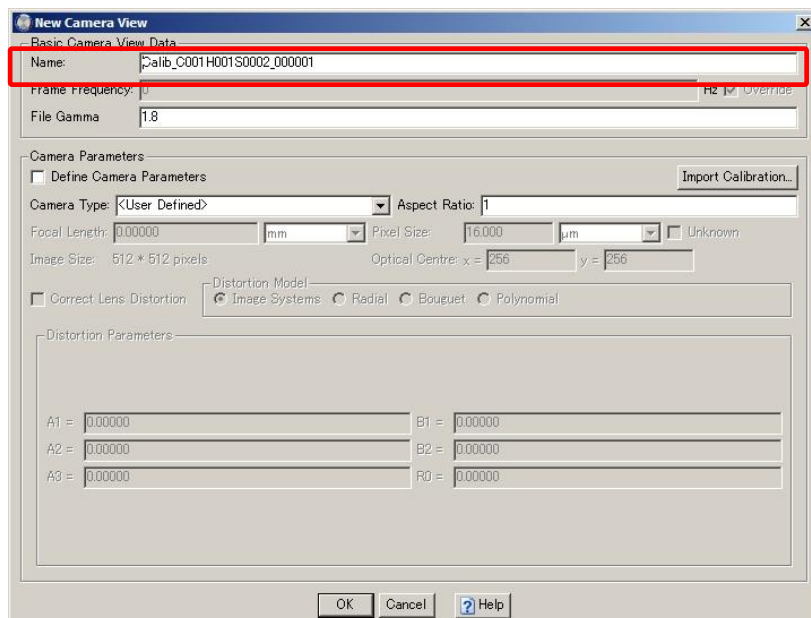 New Camera View
Basic Camera View Data
Name: Calib_C001H001S0002_000001
Frame Frequency: 0 Hz Override
File Gamma 1.8
Camera Parameters
Define Camera Parameters Import Calibration...
Camera Type: <User Defined> Aspect Ratio: 1
Focal Length: 0.00000 mm Pixel Size: 16.000 µm Unknown
Image Size: 512 * 512 pixels Optical Centre: x = 256 y = 256
Distortion Model
Correct Lens Distortion Image Systems Radial Bouguet Polynomial
Distortion Parameters
A1 = 0.00000 B1 = 0.00000
A2 = 0.00000 B2 = 0.00000
A3 = 0.00000 R0 = 0.00000
OK Cancel Help